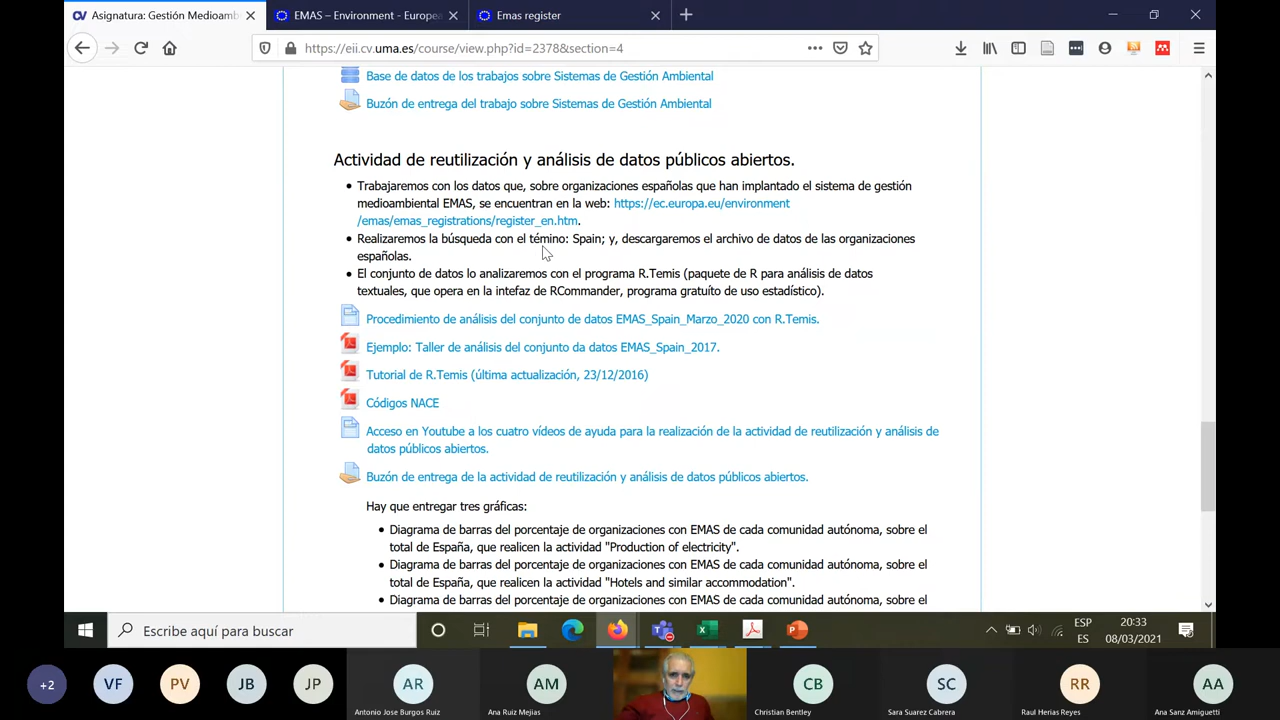 Asignatura: Gestión Medioamb
EMAS – Environment - Europea
Emas register
https://eii.cv.uma.es/course/view.php?id=2378&section=4
Base de datos de los trabajos sobre Sistemas de Gestión Ambiental
Buzón de entrega del trabajo sobre Sistemas de Gestión Ambiental
Actividad de reutilización y análisis de datos públicos abiertos.
Trabajaremos con los datos que, sobre organizaciones españolas que han implantado el sistema de gestión
medioambiental EMAS, se encuentran en la web: https://ec.europa.eu/environment
/emas/emas_registrations/register_en.htm.
Realizaremos la búsqueda con el témino: Spain; y, descargaremos el archivo de datos de las organizaciones
españolas.
El conjunto de datos lo analizaremos con el programa R.Temis (paquete de R para análisis de datos
textuales, que opera en la intefaz de RCommander, programa gratuíto de uso estadístico).
Procedimiento de análisis del conjunto de datos EMAS_Spain_Marzo_2020 con R.Temis.
Ejemplo: Taller de análisis del conjunto da datos EMAS_Spain_2017.
Tutorial de R.Temis (última actualización, 23/12/2016)
Códigos NACE
Acceso en Youtube a los cuatro vídeos de ayuda para la realización de la actividad de reutilización y análisis de
datos públicos abiertos.
Buzón de entrega de la actividad de reutilización y análisis de datos públicos abiertos.
Hay que entregar tres gráficas:
Diagrama de barras del porcentaje de organizaciones con EMAS de cada comunidad autónoma, sobre el
total de España, que realicen la actividad "Production of electricity".
Diagrama de barras del porcentaje de organizaciones con EMAS de cada comunidad autónoma, sobre el
total de España, que realicen la actividad "Hotels and similar accommodation".
Diagrama de barras del porcentaje de organizaciones con EMAS de cada comunidad autónoma, sobre el
Escribe aquí para buscar
ESP
ES
20:33
08/03/2021
+2 VF PV JB JP AR AM CB SC RR AA
Antonio Jose Burgos Ruiz
Ana Ruiz Mejias
Christian Bentley
Sara Suarez Cabrera
Raul Herias Reyes
Ana Sanz Amiguetti